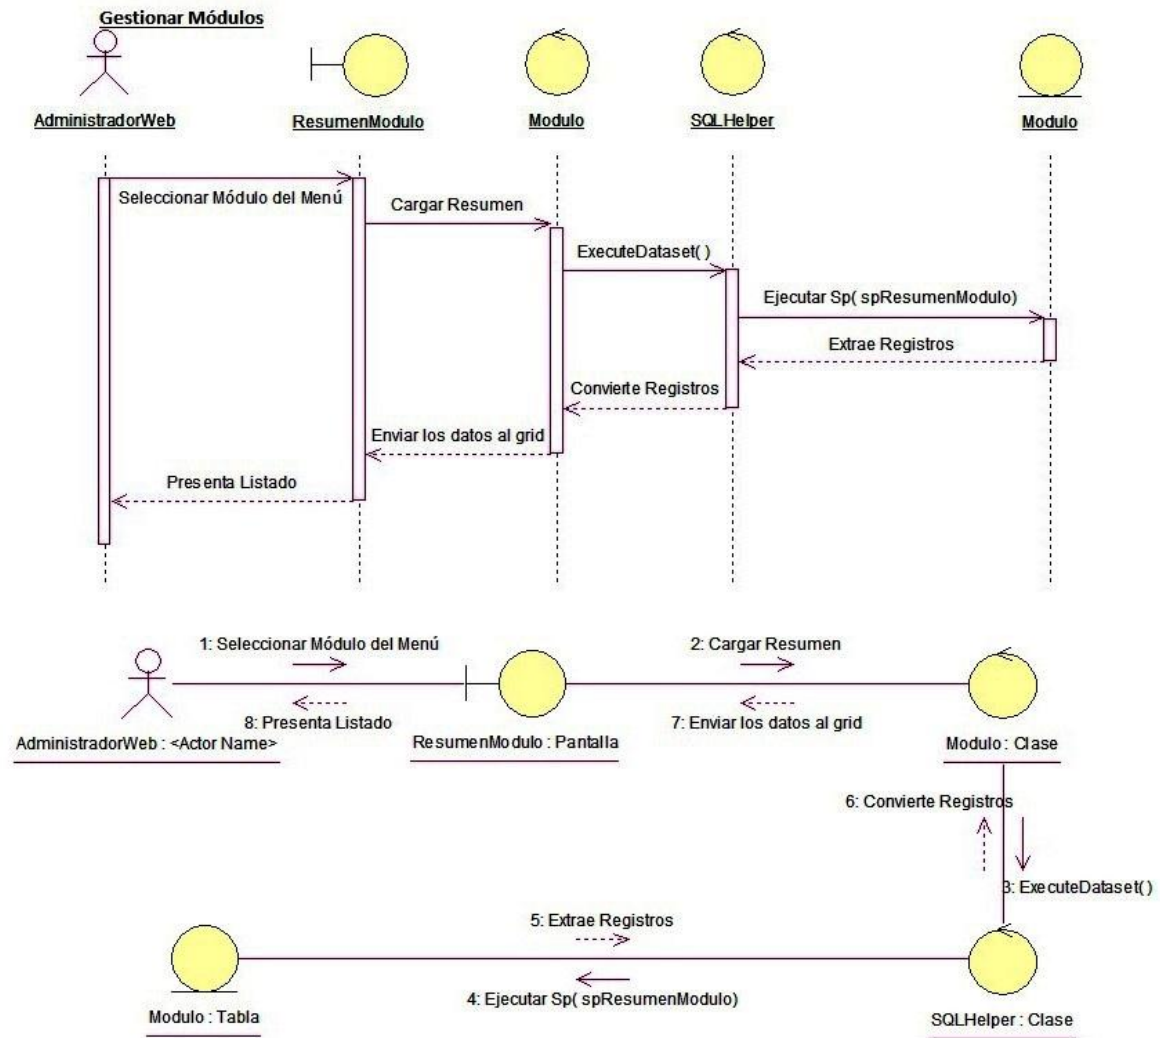 Gestionar Módulos
AdministradorWeb
ResumenModulo
Modulo
SQLHelper
Modulo
Seleccionar Módulo del Menú
Cargar Resumen
ExecuteDataset( )
Ejecutar Sp( spResumenModulo)
Extrae Registros
Convierte Registros
Enviar los datos al grid
Presenta Listado
1: Seleccionar Módulo del Menú
2: Cargar Resumen
8: Presenta Listado
7: Enviar los datos al grid
AdministradorWeb : <Actor Name>
ResumenModulo : Pantalla
Modulo : Clase
6: Convierte Registros
3: ExecuteDataset( )
5: Extrae Registros
4: Ejecutar Sp( spResumenModulo)
Modulo : Tabla
SQLHelper : Clase